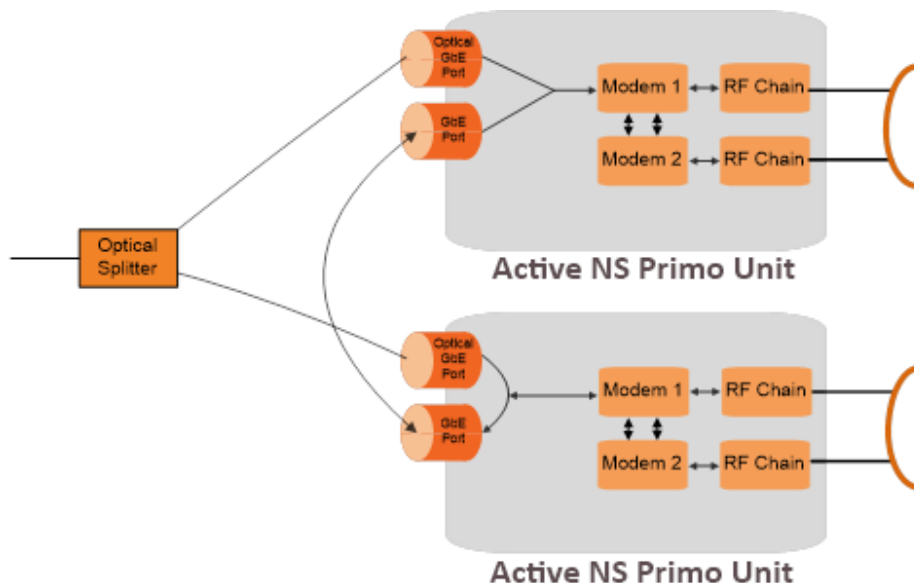 Optical
GbE
Port
GbE
Port
Modem 1
RF Chain
Modem 2
RF Chain
Active NS Primo Unit
Optical
Splitter
Optical
GbE
Port
GbE
Port
Modem 1
RF Chain
Modem 2
RF Chain
Active NS Primo Unit